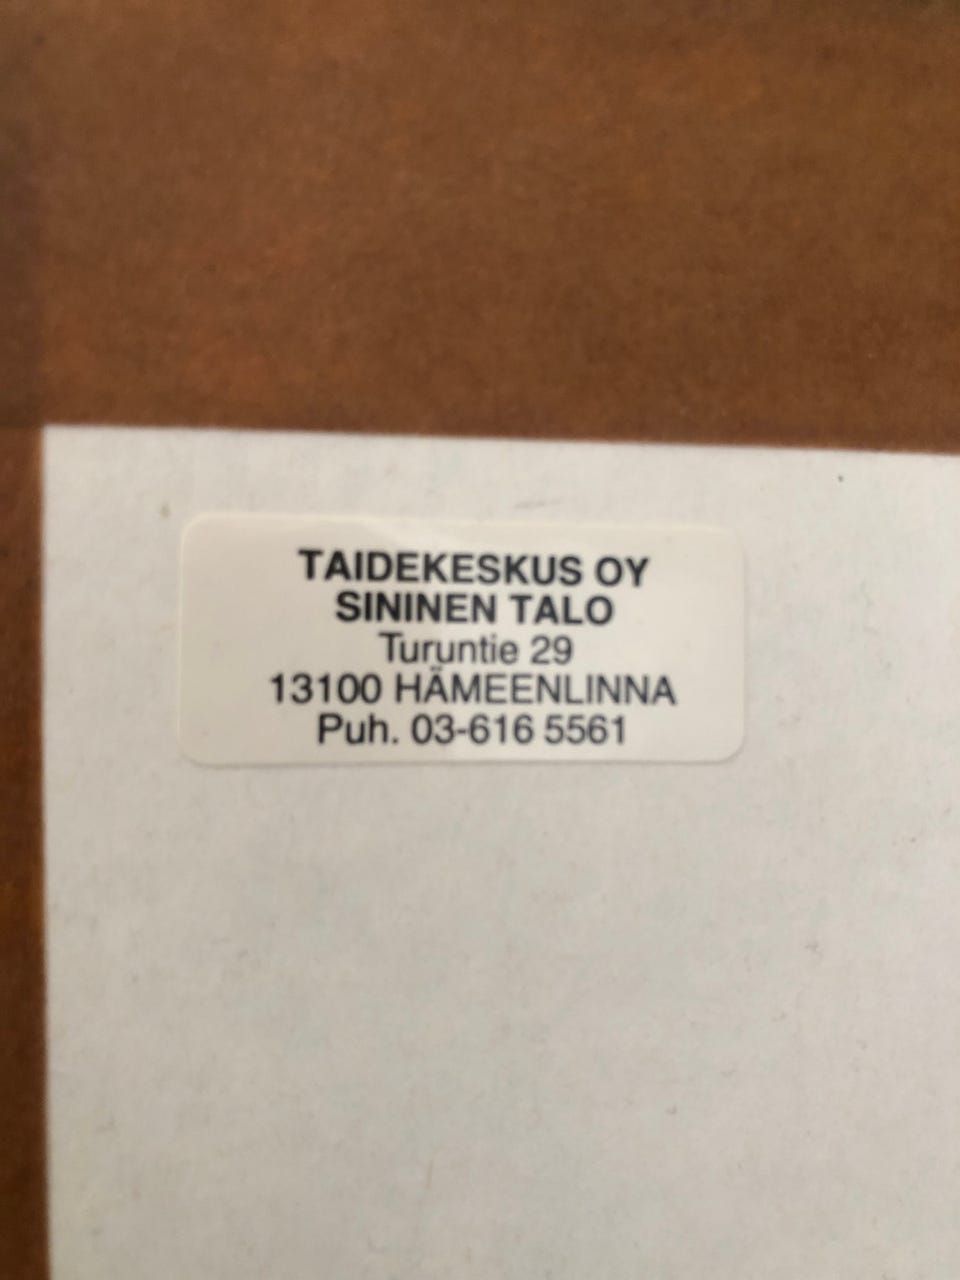 TAIDEKESKUS OY
SININEN TALO
Turuntie 29
13100 HÄMEENLINNA
Puh. 03-616 5561